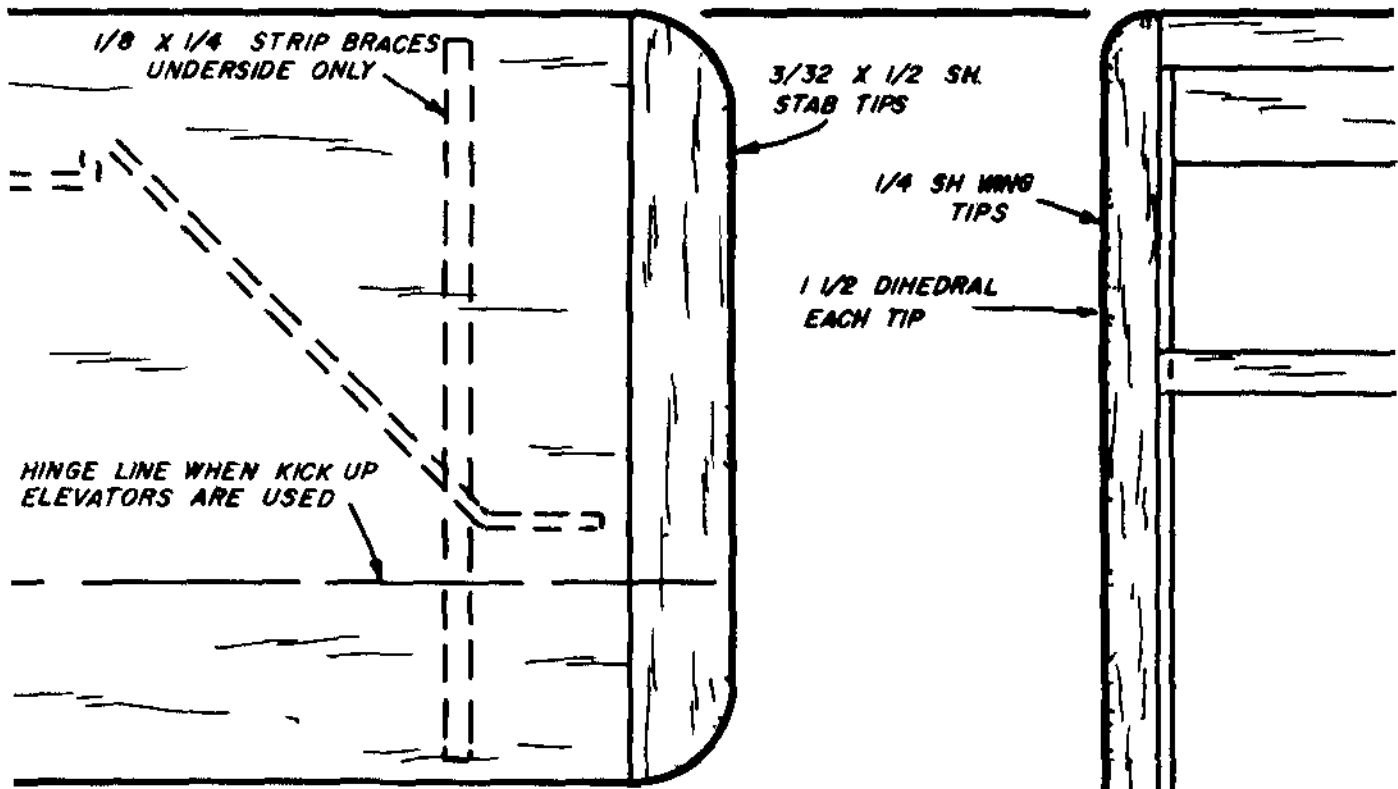 1/8 X 1/4 STRIP BRACES
UNDERSIDE ONLY
3/32 X 1/2 SH.
STAB TIPS
1/4 SH WING
TIPS
1 1/2 DIHEDRAL
EACH TIP
HINGE LINE WHEN KICK UP
ELEVATORS ARE USED